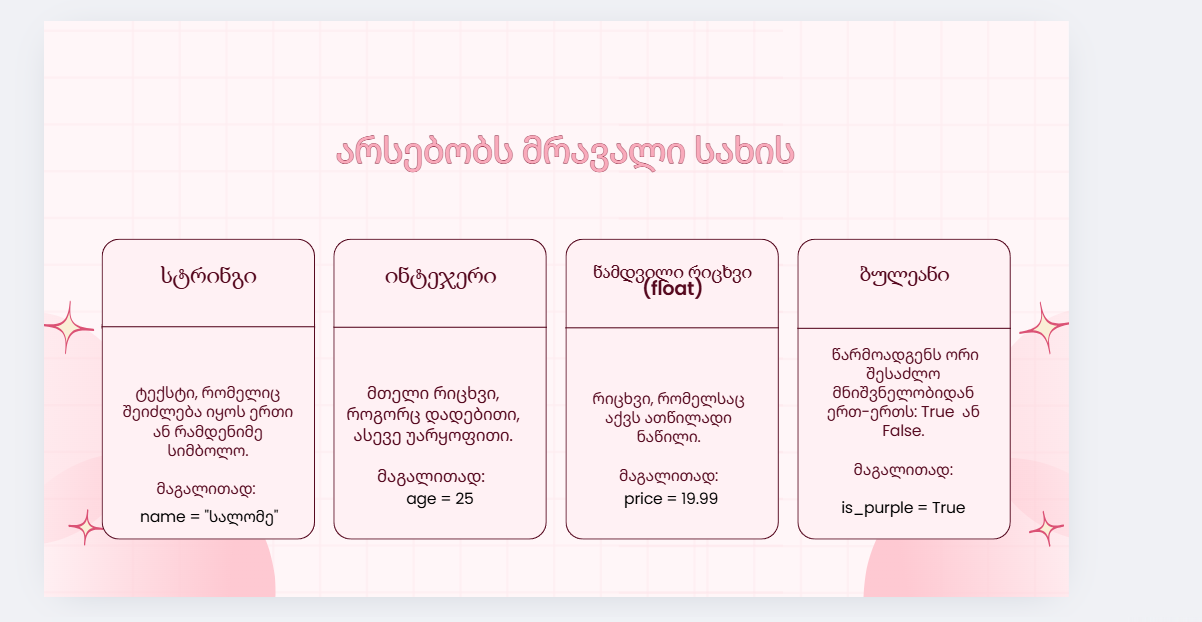 არსებობს მრავალი სახის
სტრინგი
ტექსტი, რომელიც
შეიძლება იყოს ერთი
ან რამდენიმე
სიმბოლო.
მაგალითად:
name = "სალომე"
ინტეჯერი
მთელი რიცხვი,
როგორც დადებითი,
ასევე უარყოფითი.
მაგალითად:
age = 25
ნამდვილი რიცხვი
(float)
რიცხვი, რომელსაც
აქვს ათწილადი
ნაწილი.
მაგალითად:
price = 19.99
ბულეანი
წარმოადგენს ორი
შესაძლო
მნიშვნელობიდან
ერთ-ერთს: True  ან
False.
მაგალითად:
is_purple = True